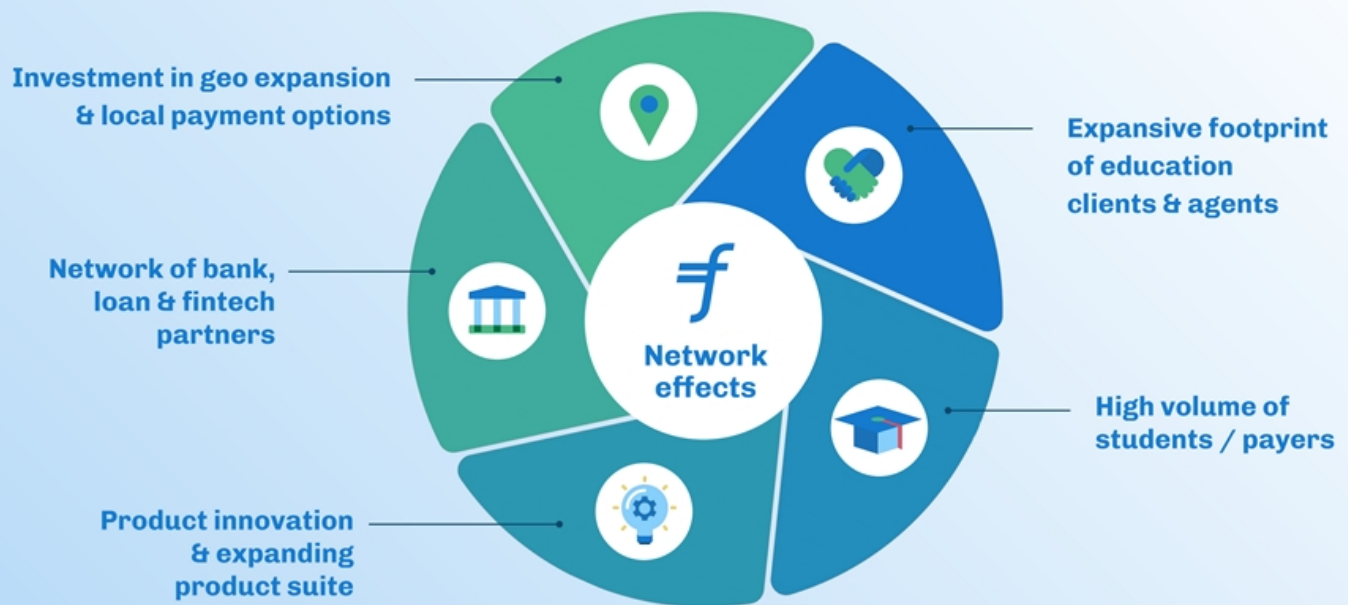 Investment in geo expansion
& local payment options
Expansive footprint
of education
clients & agents
Network of bank,
loan & fintech
partners
Network
effects
High volume of
students / payers
Product innovation
& expanding
product suite